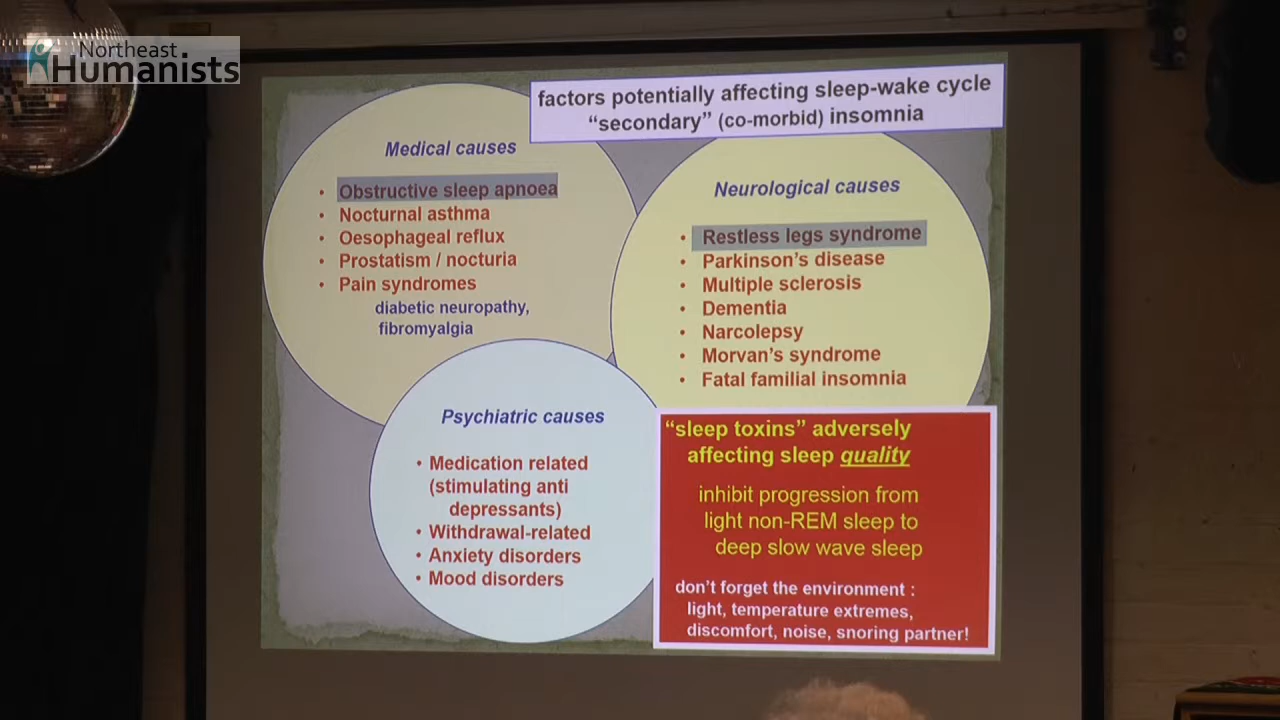 Northeast
Humanists
factors potentially affecting sleep-wake cycle
“secondary” (co-morbid) insomnia
Medical causes
• Obstructive sleep apnoea
• Nocturnal asthma
• Oesophageal reflux
• Prostatism / nocturia
• Pain syndromes
diabetic neuropathy,
fibromyalgia
Neurological causes
• Restless legs syndrome
• Parkinson’s disease
• Multiple sclerosis
• Dementia
• Narcolepsy
• Morvan’s syndrome
• Fatal familial insomnia
Psychiatric causes
• Medication related
(stimulating anti
depressants)
• Withdrawal-related
• Anxiety disorders
• Mood disorders
“sleep toxins” adversely
affecting sleep quality
inhibit progression from
light non-REM sleep to
deep slow wave sleep
don’t forget the environment :
light, temperature extremes,
discomfort, noise, snoring partner!